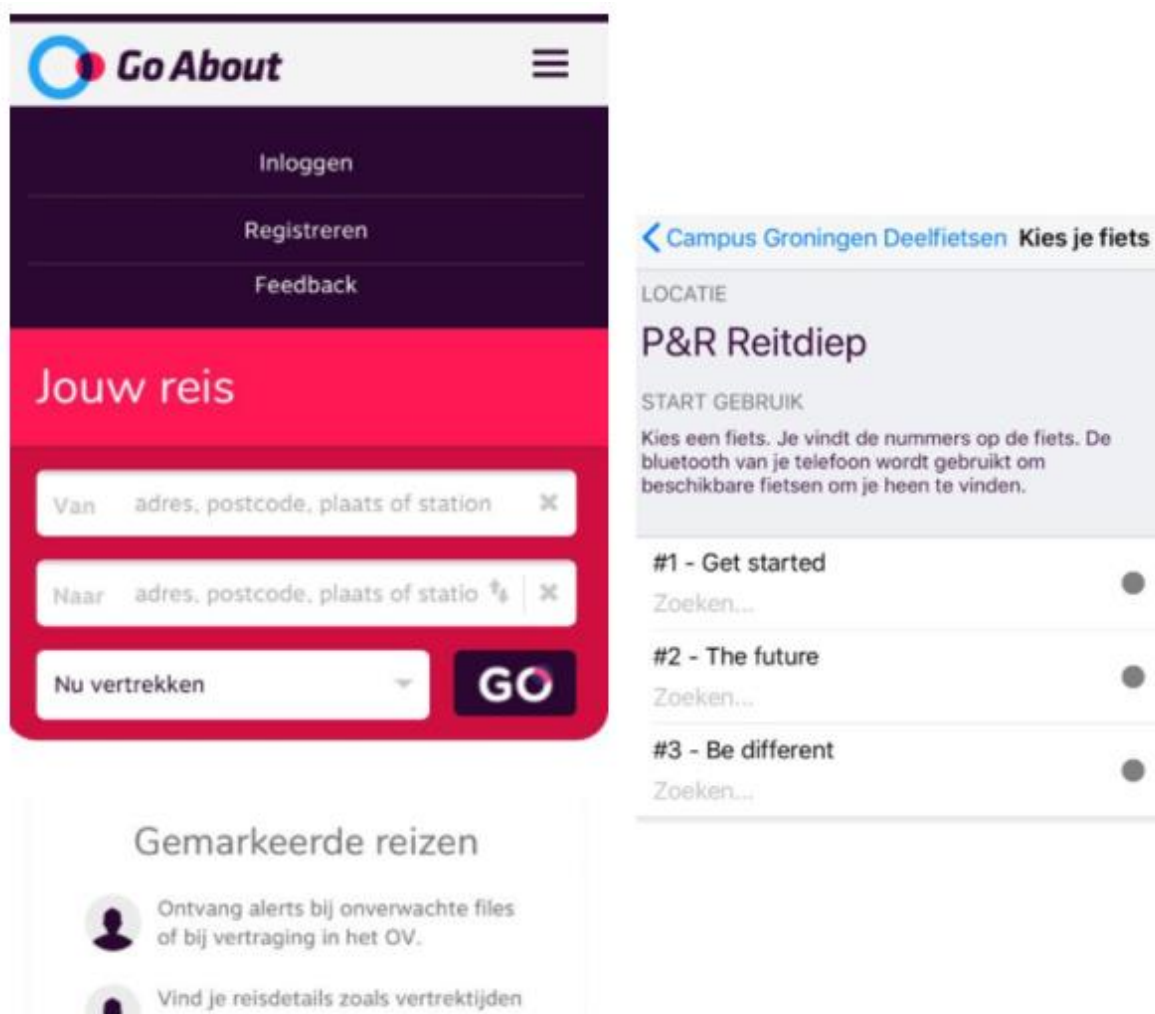 Go About
Inloggen
Registreren
Feedback
Jouw reis
Van adres, postcode, plaats of station
Naar adres, postcode, plaats of statio
Nu vertrekken
GO
Gemarkeerde reizen
Ontvang alerts bij onverwachte files
of bij vertraging in het OV.
Vind je reisdetails zoals vertrektijden
Campus Groningen Deelfietsen Kies je fiets
LOCATIE
P&R Reitdiep
START GEBRUIK
Kies een fiets. Je vindt de nummers op de fiets. De
bluetooth van je telefoon wordt gebruikt om
beschikbare fietsen om je heen te vinden.
#1 - Get started
Zoeken...
#2 - The future
Zoeken...
#3 - Be different
Zoeken...